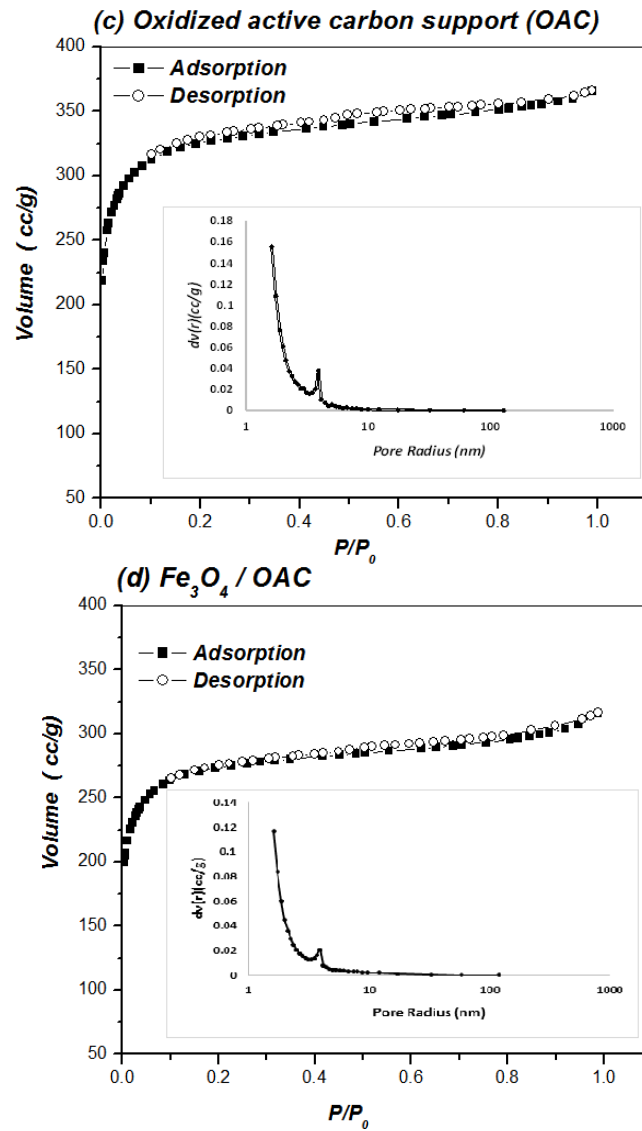 (c) Oxidized active carbon support (OAC)
400
Adsorption
Desorption
350
300
250
200
150
100
50
Volume ( cc/g)
0.18
0.16
0.14
0.12
0.1
0.08
0.06
0.04
0.02
0
dv(r)(cc/g)
1 10 100 1000
Pore Radius (nm)
0.0 0.2 0.4 0.6 0.8 1.0
P/P₀
(d) Fe₃O₄ / OAC
400
Adsorption
Desorption
350
300
250
200
150
100
50
Volume ( cc/g)
0.14
0.12
0.1
0.08
0.06
0.04
0.02
0
dv(r)(cc/g)
1 10 100 1000
Pore Radius (nm)
0.0 0.2 0.4 0.6 0.8 1.0
P/P₀